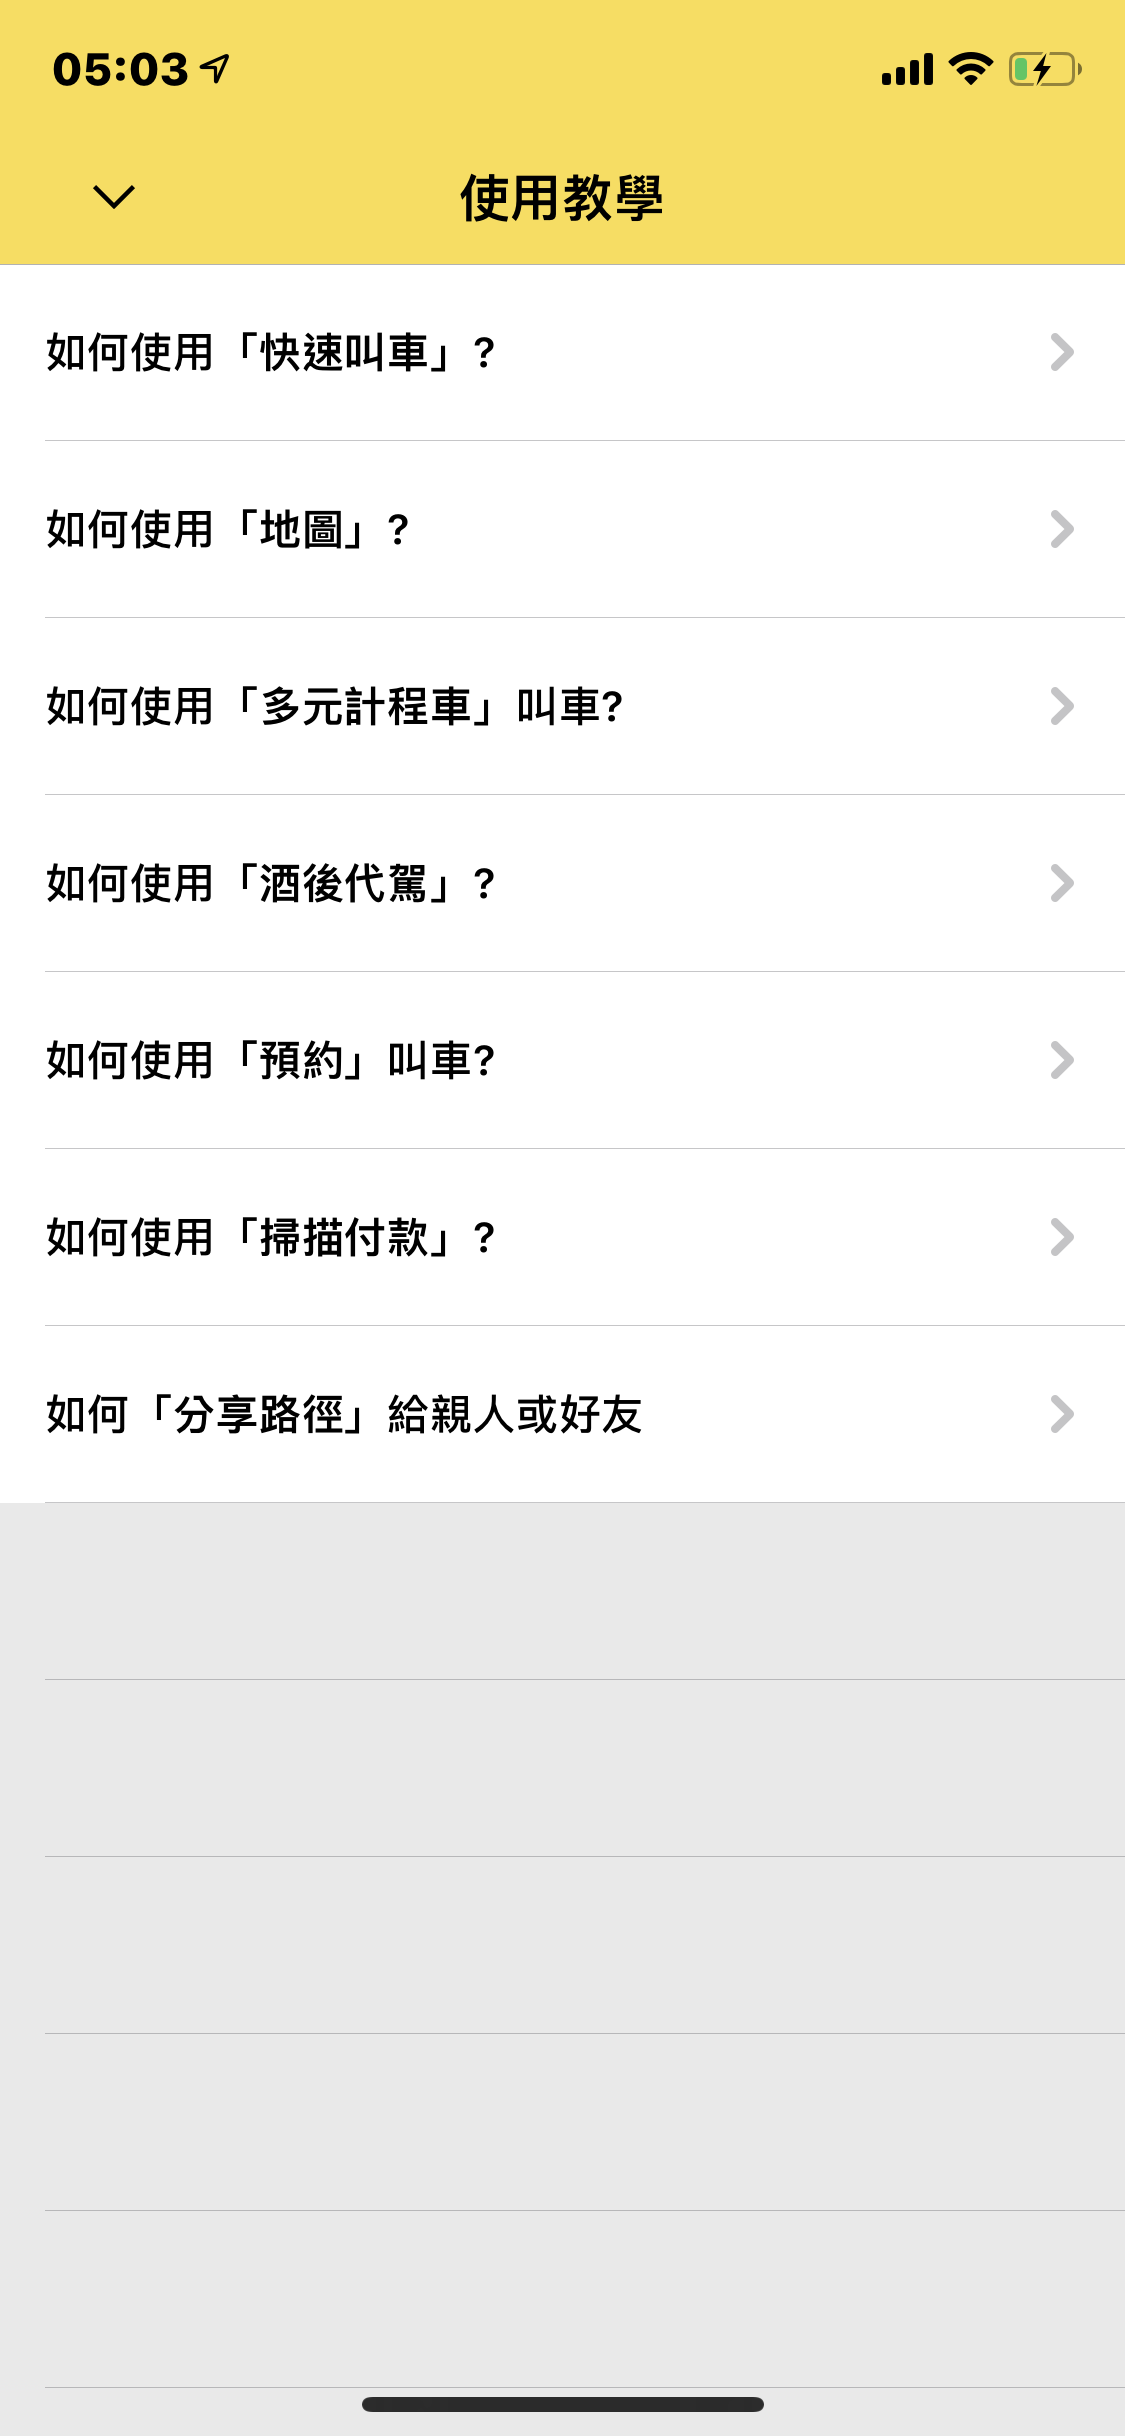 05:03
使用教學
如何使用「快速叫車」?
如何使用「地圖」?
如何使用「多元計程車」叫車?
如何使用「酒後代駕」?
如何使用「預約」叫車?
如何使用「掃描付款」?
如何「分享路徑」給親人或好友